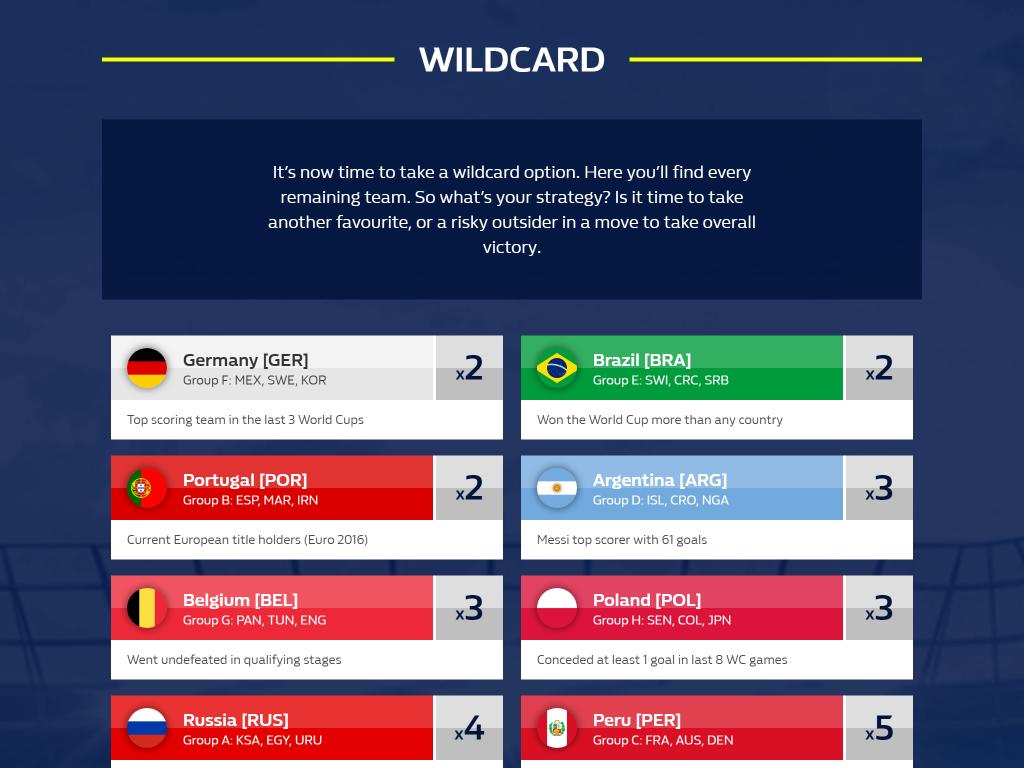 WILDCARD
It's now time to take a wildcard option. Here you'll find every
remaining team. So what's your strategy? Is it time to take
another favourite, or a risky outsider in a move to take overall
victory.
Germany [GER]
Group F: MEX, SWE, KOR
x2
Top scoring team in the last 3 World Cups
Brazil [BRA]
Group E: SWI, CRC, SRB
x2
Won the World Cup more than any country
Portugal [POR]
Group B: ESP, MAR, IRN
x2
Current European title holders (Euro 2016)
Argentina [ARG]
Group D: ISL, CRO, NGA
x3
Messi top scorer with 61 goals
Belgium [BEL]
Group G: PAN, TUN, ENG
x3
Went undefeated in qualifying stages
Poland [POL]
Group H: SEN, COL, JPN
x3
Conceded at least 1 goal in last 8 WC games
Russia [RUS]
Group A: KSA, EGY, URU
x4
Peru [PER]
Group C: FRA, AUS, DEN
x5